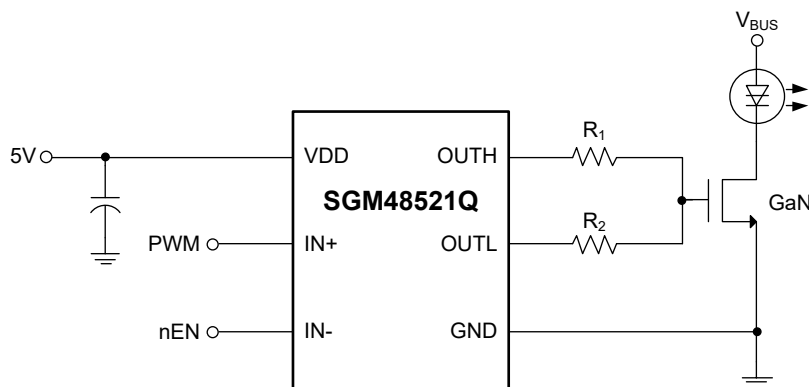 V_BUS
R₁
5V
VDD
OUTH
SGM48521Q
GaN
R₂
PWM
IN+
OUTL
nEN
IN-
GND